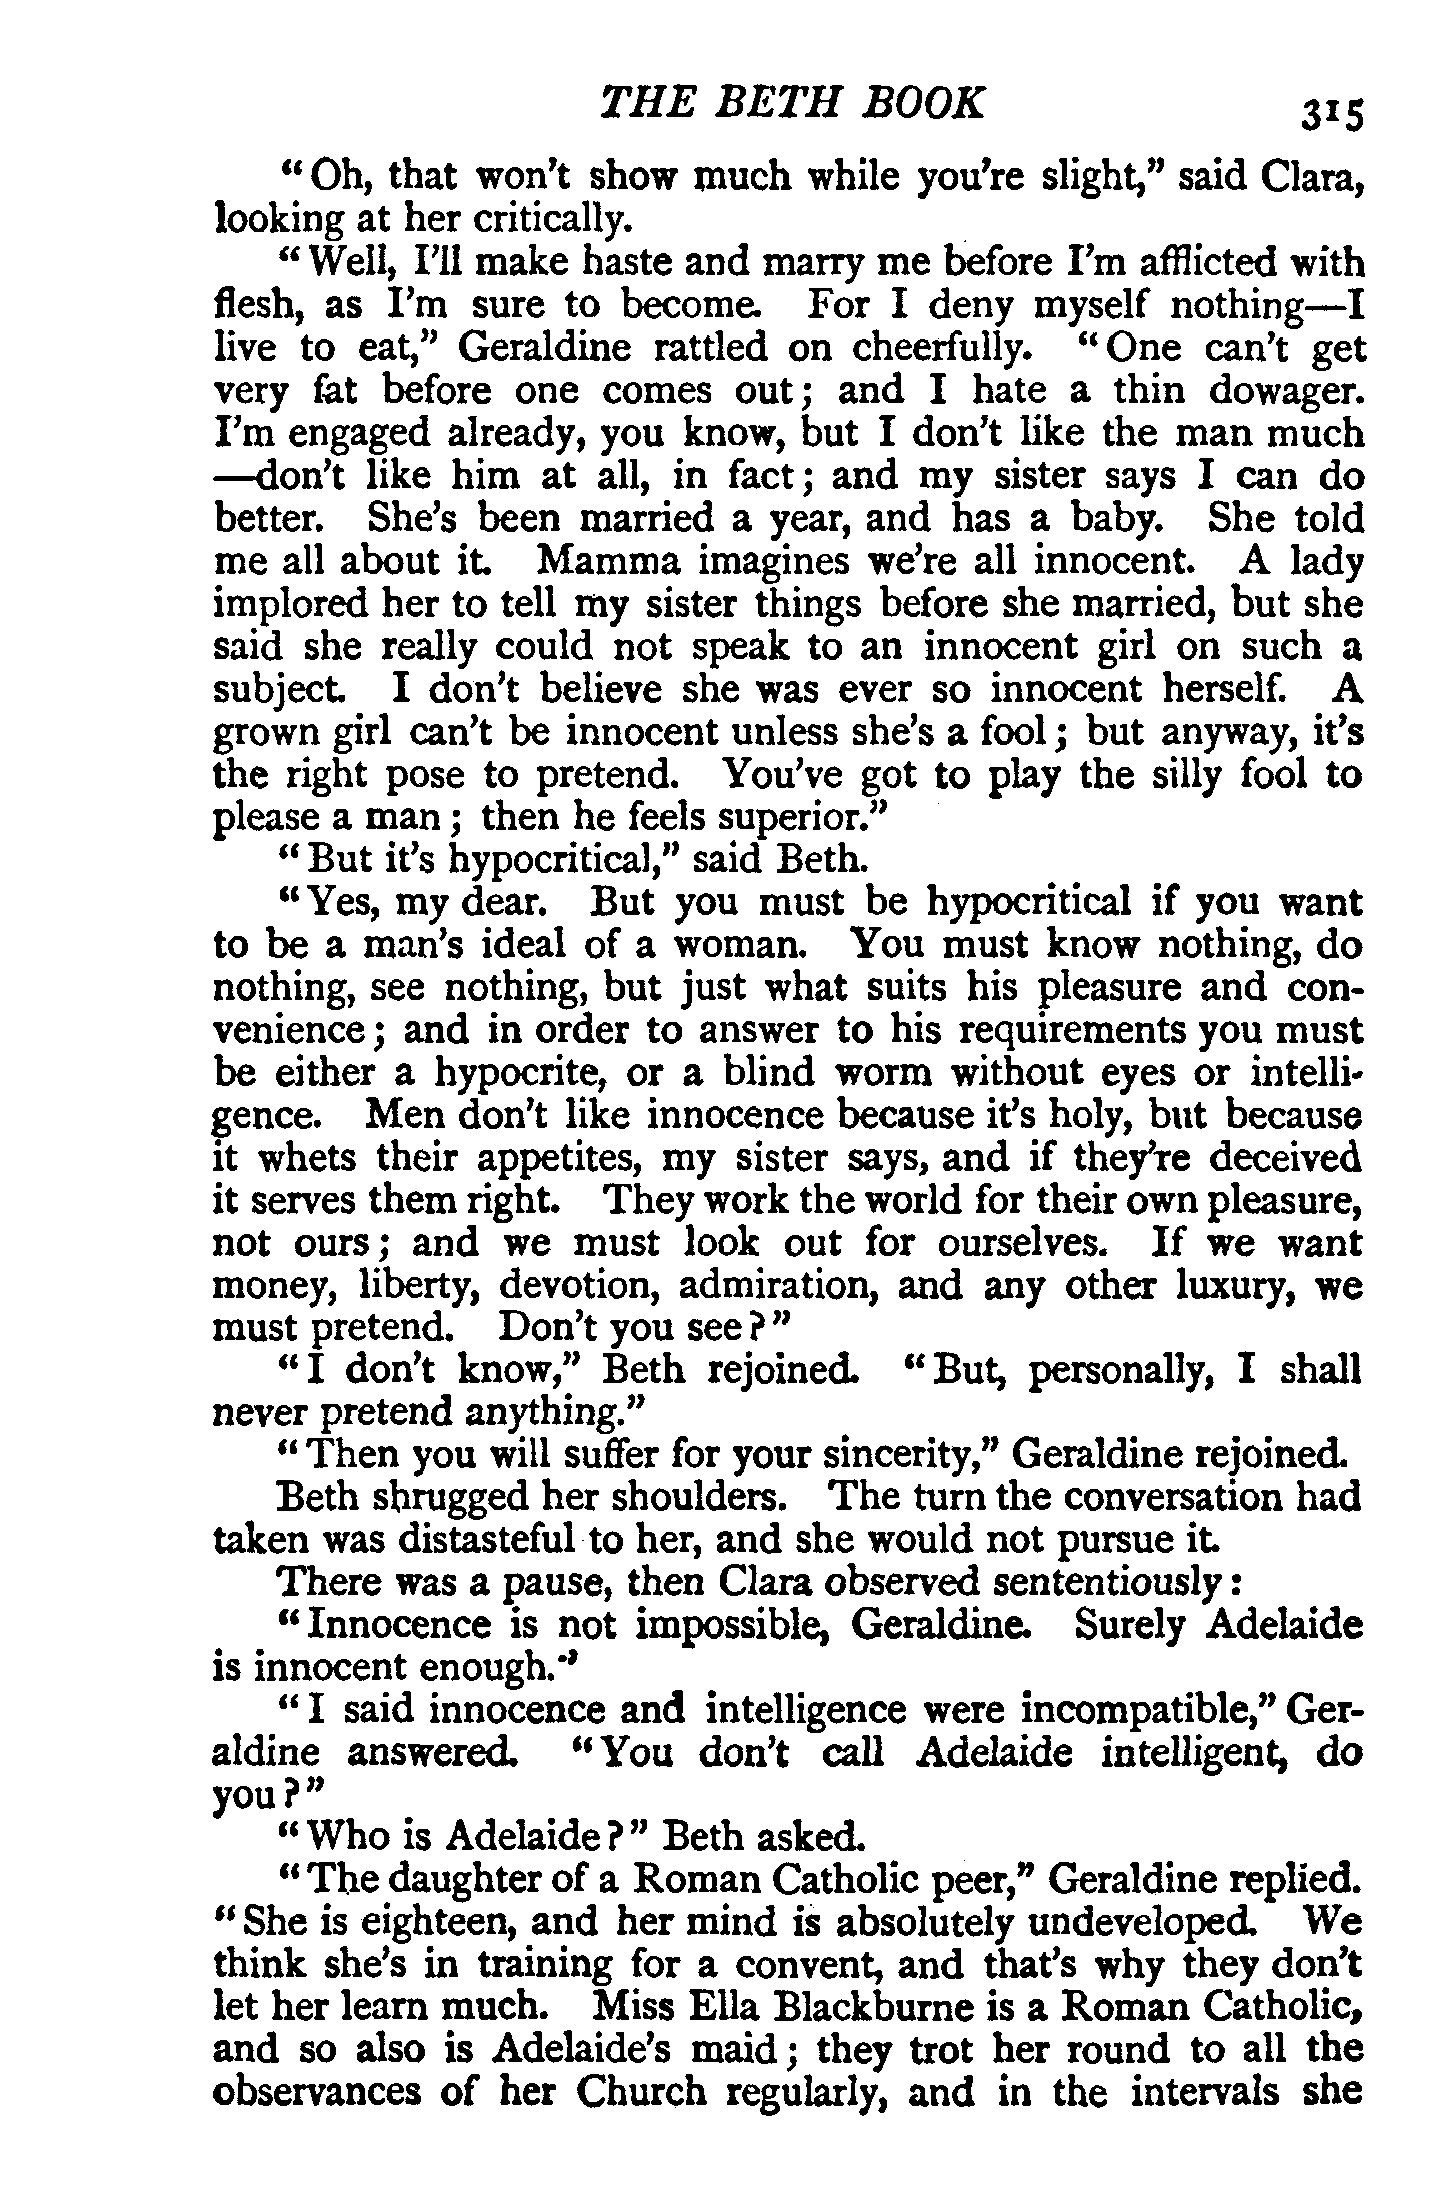 THE BETH BOOK 315
“Oh, that won’t show much while you’re slight,” said Clara,
looking at her critically.
“Well, I’ll make haste and marry me before I’m afflicted with
flesh, as I’m sure to become. For I deny myself nothing—I
live to eat,” Geraldine rattled on cheerfully. “One can’t get
very fat before one comes out; and I hate a thin dowager.
I’m engaged already, you know, but I don’t like the man much
—don’t like him at all, in fact; and my sister says I can do
better. She’s been married a year, and has a baby. She told
me all about it. Mamma imagines we’re all innocent. A lady
implored her to tell my sister things before she married, but she
said she really could not speak to an innocent girl on such a
subject. I don’t believe she was ever so innocent herself. A
grown girl can’t be innocent unless she’s a fool; but anyway, it’s
the right pose to pretend. You’ve got to play the silly fool to
please a man; then he feels superior.”
“But it’s hypocritical,” said Beth.
“Yes, my dear. But you must be hypocritical if you want
to be a man’s ideal of a woman. You must know nothing, do
nothing, see nothing, but just what suits his pleasure and con-
venience; and in order to answer to his requirements you must
be either a hypocrite, or a blind worm without eyes or intelli-
gence. Men don’t like innocence because it’s holy, but because
it whets their appetites, my sister says, and if they’re deceived
it serves them right. They work the world for their own pleasure,
not ours; and we must look out for ourselves. If we want
money, liberty, devotion, admiration, and any other luxury, we
must pretend. Don’t you see?”
“I don’t know,” Beth rejoined. “But, personally, I shall
never pretend anything.”
“Then you will suffer for your sincerity,” Geraldine rejoined.
Beth shrugged her shoulders. The turn the conversation had
taken was distasteful to her, and she would not pursue it.
There was a pause, then Clara observed sententiously:
“Innocence is not impossible, Geraldine. Surely Adelaide
is innocent enough.”
“I said innocence and intelligence were incompatible,” Ger-
aldine answered. “You don’t call Adelaide intelligent, do
you?”
“Who is Adelaide?” Beth asked.
“The daughter of a Roman Catholic peer,” Geraldine replied.
“She is eighteen, and her mind is absolutely undeveloped. We
think she’s in training for a convent, and that’s why they don’t
let her learn much. Miss Ella Blackburne is a Roman Catholic,
and so also is Adelaide’s maid; they trot her round to all the
observances of her Church regularly, and in the intervals she